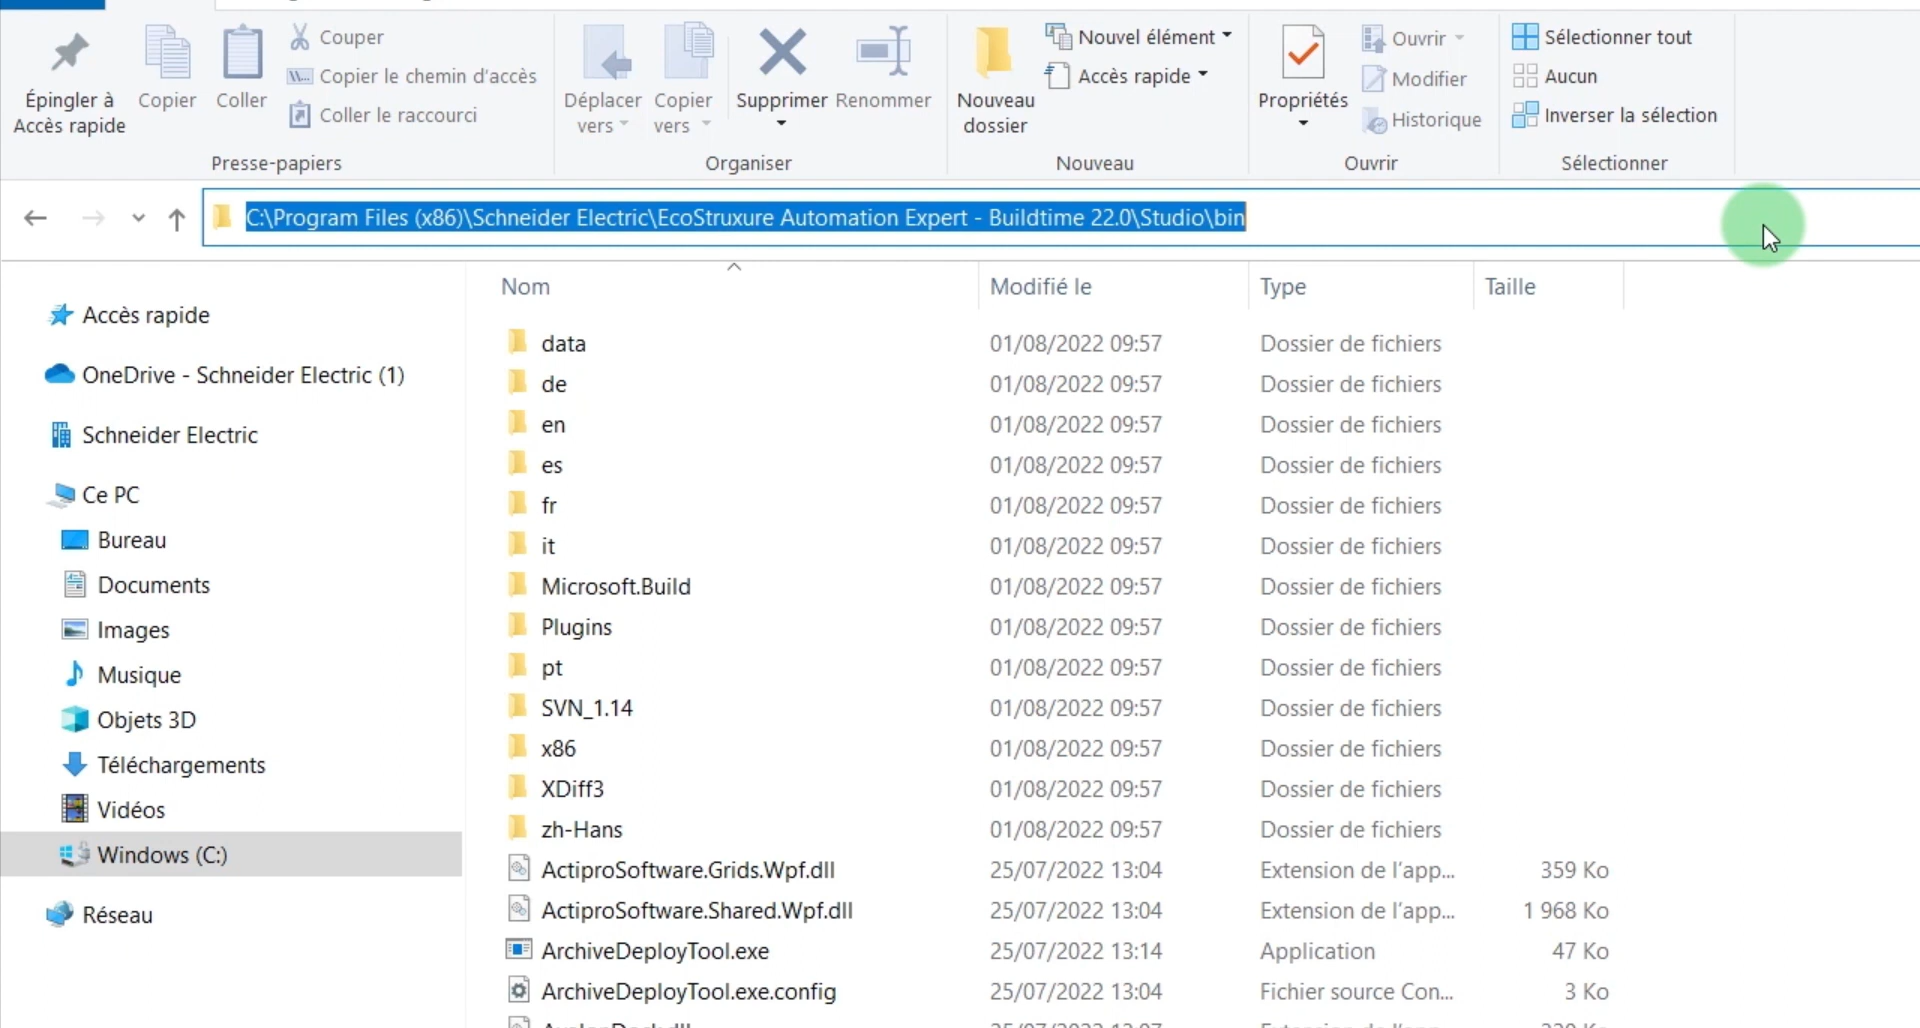 Couper
Copier le chemin d'accès
Coller le raccourci
Épingler à
Accès rapide
Copier
Coller
Presse-papiers
Déplacer
vers
Copier
vers
Supprimer
Renommer
Organiser
Nouveau
dossier
Nouvel élément
Accès rapide
Nouveau
Propriétés
Ouvrir
Modifier
Historique
Ouvrir
Sélectionner tout
Aucun
Inverser la sélection
Sélectionner
C:\Program Files (x86)\Schneider Electric\EcoStruxure Automation Expert - Buildtime 22.0\Studio\bin
Accès rapide
OneDrive - Schneider Electric (1)
Schneider Electric
Ce PC
Bureau
Documents
Images
Musique
Objets 3D
Téléchargements
Vidéos
Windows (C:)
Réseau
Nom Modifié le Type Taille
data 01/08/2022 09:57 Dossier de fichiers
de 01/08/2022 09:57 Dossier de fichiers
en 01/08/2022 09:57 Dossier de fichiers
es 01/08/2022 09:57 Dossier de fichiers
fr 01/08/2022 09:57 Dossier de fichiers
it 01/08/2022 09:57 Dossier de fichiers
Microsoft.Build 01/08/2022 09:57 Dossier de fichiers
Plugins 01/08/2022 09:57 Dossier de fichiers
pt 01/08/2022 09:57 Dossier de fichiers
SVN_1.14 01/08/2022 09:57 Dossier de fichiers
x86 01/08/2022 09:57 Dossier de fichiers
XDiff3 01/08/2022 09:57 Dossier de fichiers
zh-Hans 01/08/2022 09:57 Dossier de fichiers
ActiproSoftware.Grids.Wpf.dll 25/07/2022 13:04 Extension de l'app... 359 Ko
ActiproSoftware.Shared.Wpf.dll 25/07/2022 13:04 Extension de l'app... 1 968 Ko
ArchiveDeployTool.exe 25/07/2022 13:14 Application 47 Ko
ArchiveDeployTool.exe.config 25/07/2022 13:04 Fichier source Con... 3 Ko